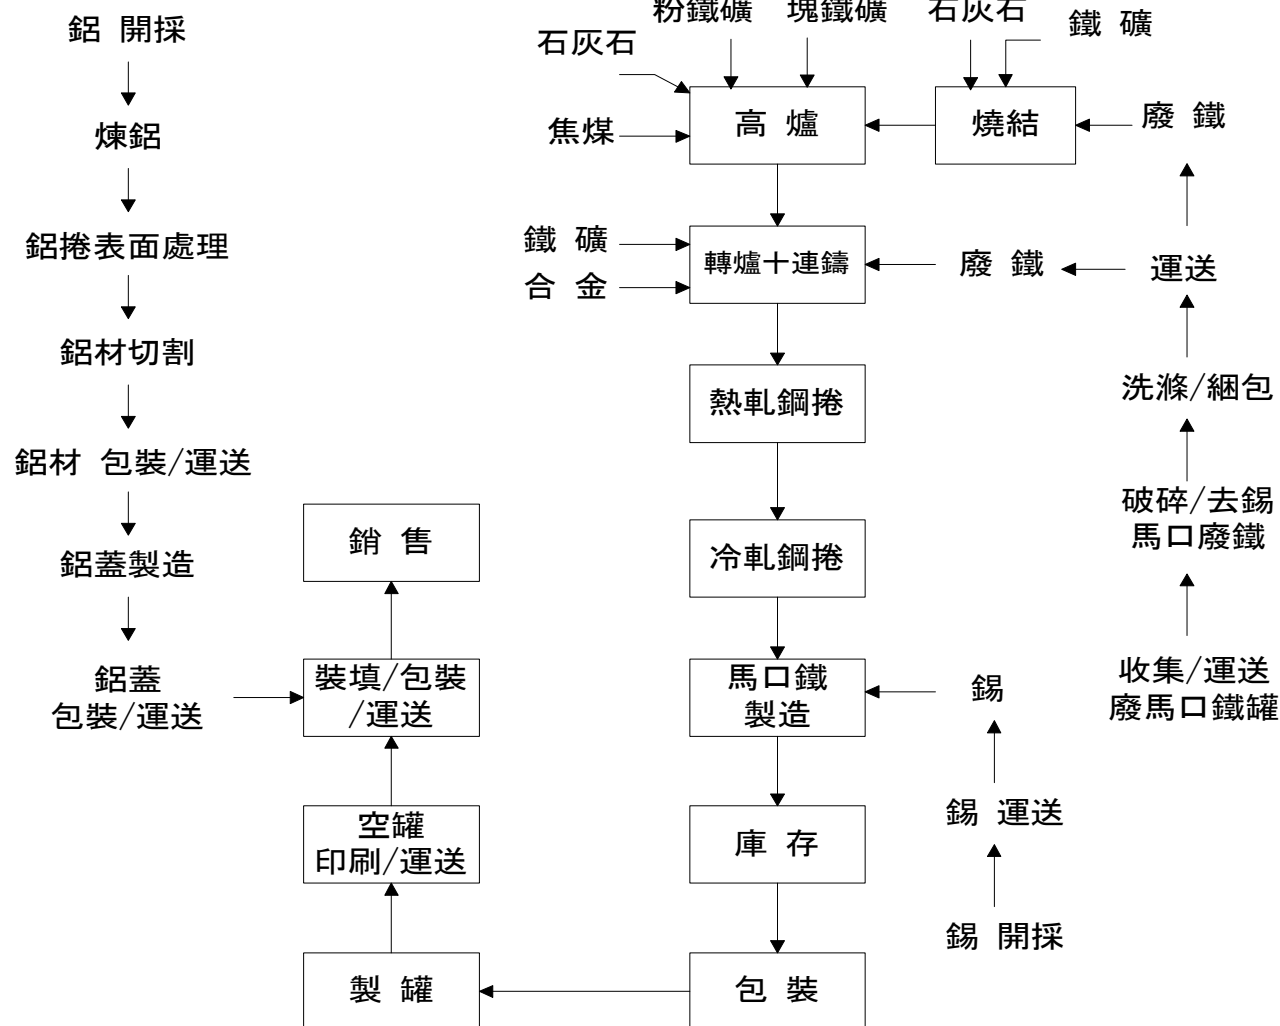 鋁 開採
煉鋁
鋁捲表面處理
鋁材切割
鋁材 包裝/運送
鋁蓋製造
鋁蓋
包裝/運送
銷 售
裝填/包裝
/運送
空罐
印刷/運送
製 罐
粉鐵礦
塊鐵礦
石灰石
鐵 礦
石灰石
焦煤
高 爐
燒結
廢 鐵
鐵 礦
合 金
轉爐十連鑄
廢 鐵
運送
熱軋鋼捲
洗滌/綑包
冷軋鋼捲
破碎/去錫
馬口廢鐵
馬口鐵
製造
錫
收集/運送
廢馬口鐵罐
庫 存
錫 運送
錫 開採
包 裝